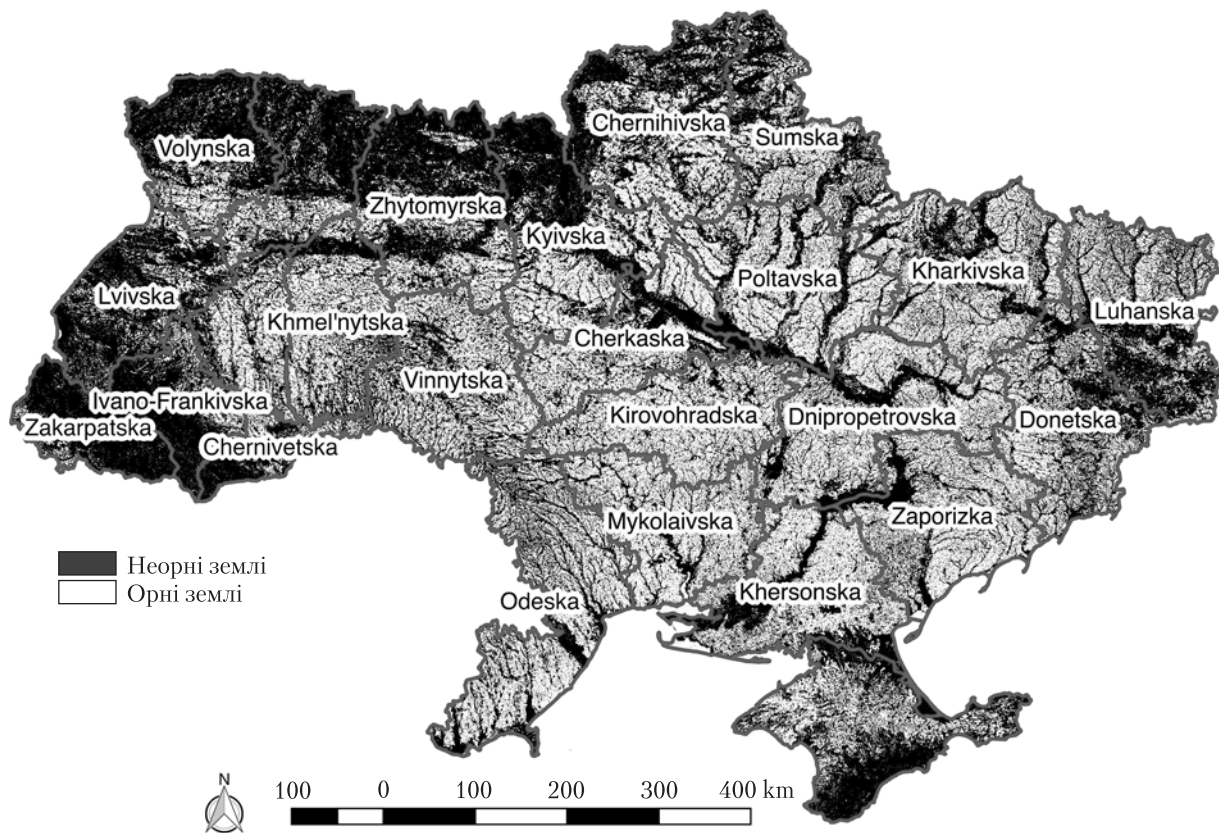 Chernihivska
Sumska
Volynska
Zhytomyrska
Kyivska
Poltavska
Kharkivska
Lvivska
Khmel'nytska
Cherkaska
Luhanska
Vinnytska
Ivano-Frankivska
Kirovohradska
Dnipropetrovska
Donetska
Zakarpatska
Chernivetska
Mykolaivska
Zaporizka
Неорні землі
Орні землі
Odeska
Khersonska
N
100 0 100 200 300 400 km